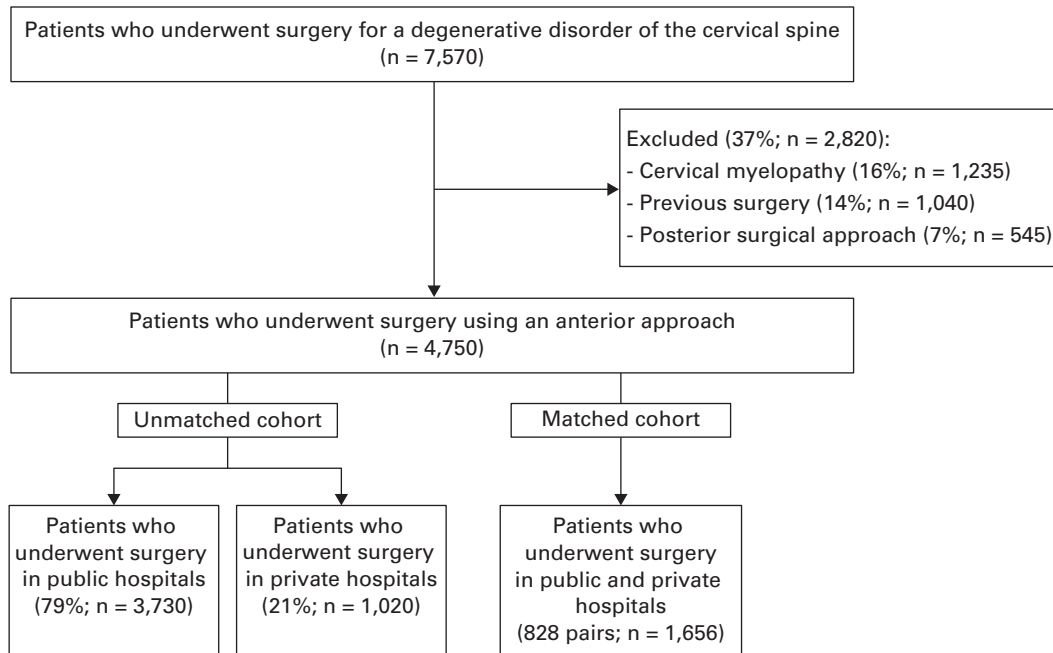 Patients who underwent surgery for a degenerative disorder of the cervical spine
(n = 7,570)
Excluded (37%; n = 2,820):
- Cervical myelopathy (16%; n = 1,235)
- Previous surgery (14%; n = 1,040)
- Posterior surgical approach (7%; n = 545)
Patients who underwent surgery using an anterior approach
(n = 4,750)
Unmatched cohort
Matched cohort
Patients who
underwent surgery
in public hospitals
(79%; n = 3,730)
Patients who
underwent surgery
in private hospitals
(21%; n = 1,020)
Patients who
underwent surgery
in public and private
hospitals
(828 pairs; n = 1,656)